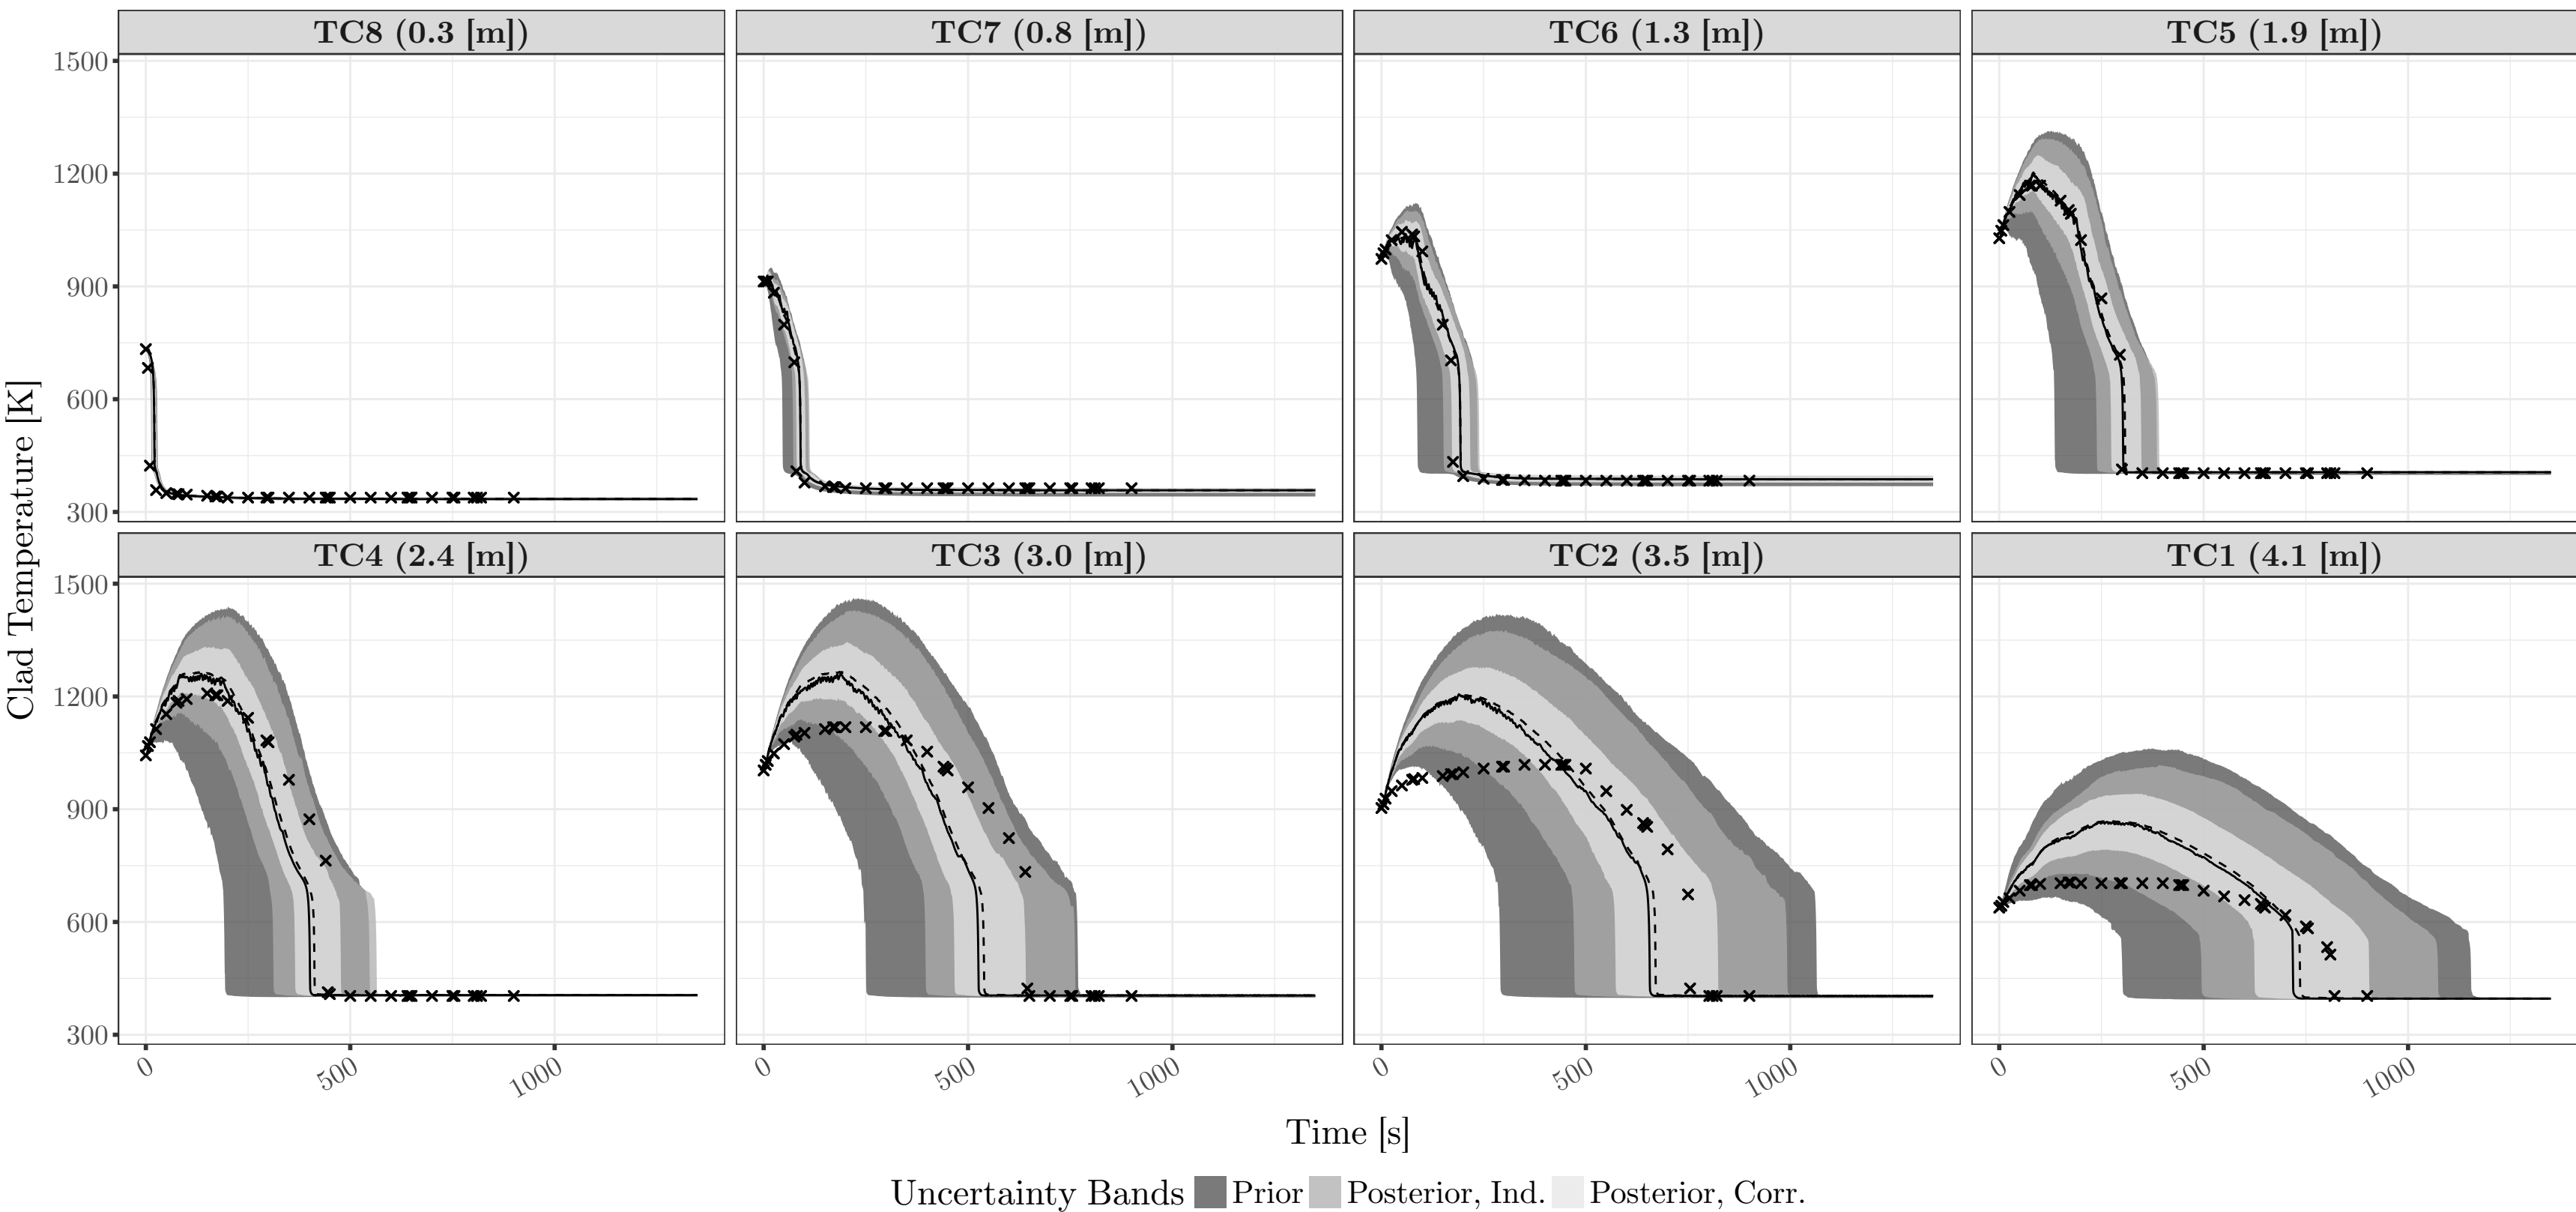 TC8 (0.3 [m])
TC7 (0.8 [m])
TC6 (1.3 [m])
TC5 (1.9 [m])
1500
1200
900
600
300
TC4 (2.4 [m])
TC3 (3.0 [m])
TC2 (3.5 [m])
TC1 (4.1 [m])
1500
1200
900
600
300
Clad Temperature [K]
0 500 1000
0 500 1000
0 500 1000
0 500 1000
Time [s]
Uncertainty Bands Prior Posterior, Ind. Posterior, Corr.